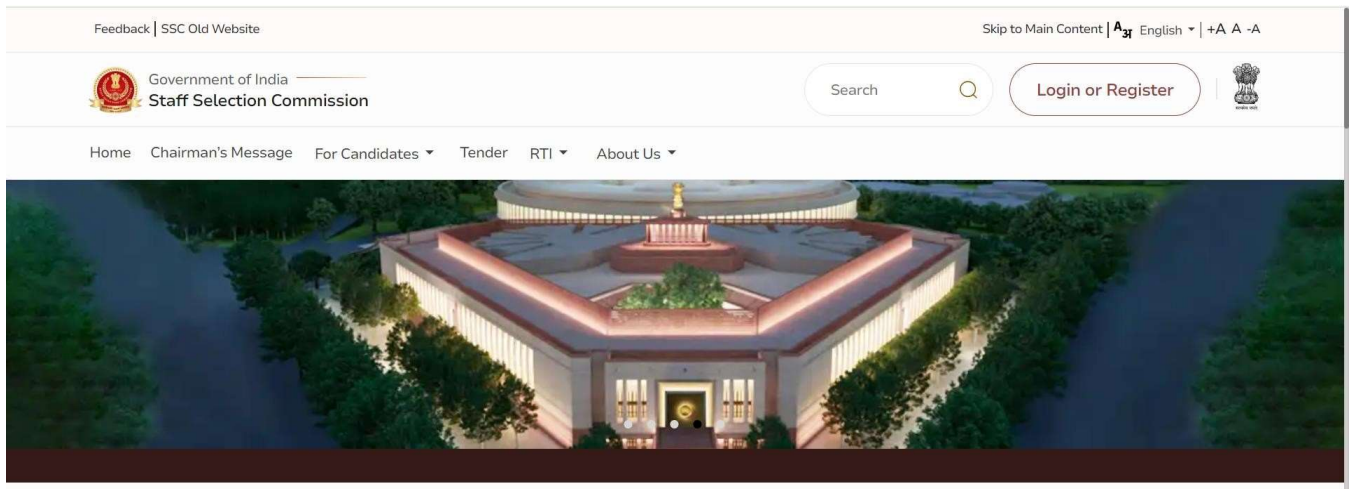 Feedback | SSC Old Website
Skip to Main Content | Aअ English | +A A -A
Government of India
Staff Selection Commission
Search
Login or Register
Home Chairman's Message For Candidates Tender RTI About Us